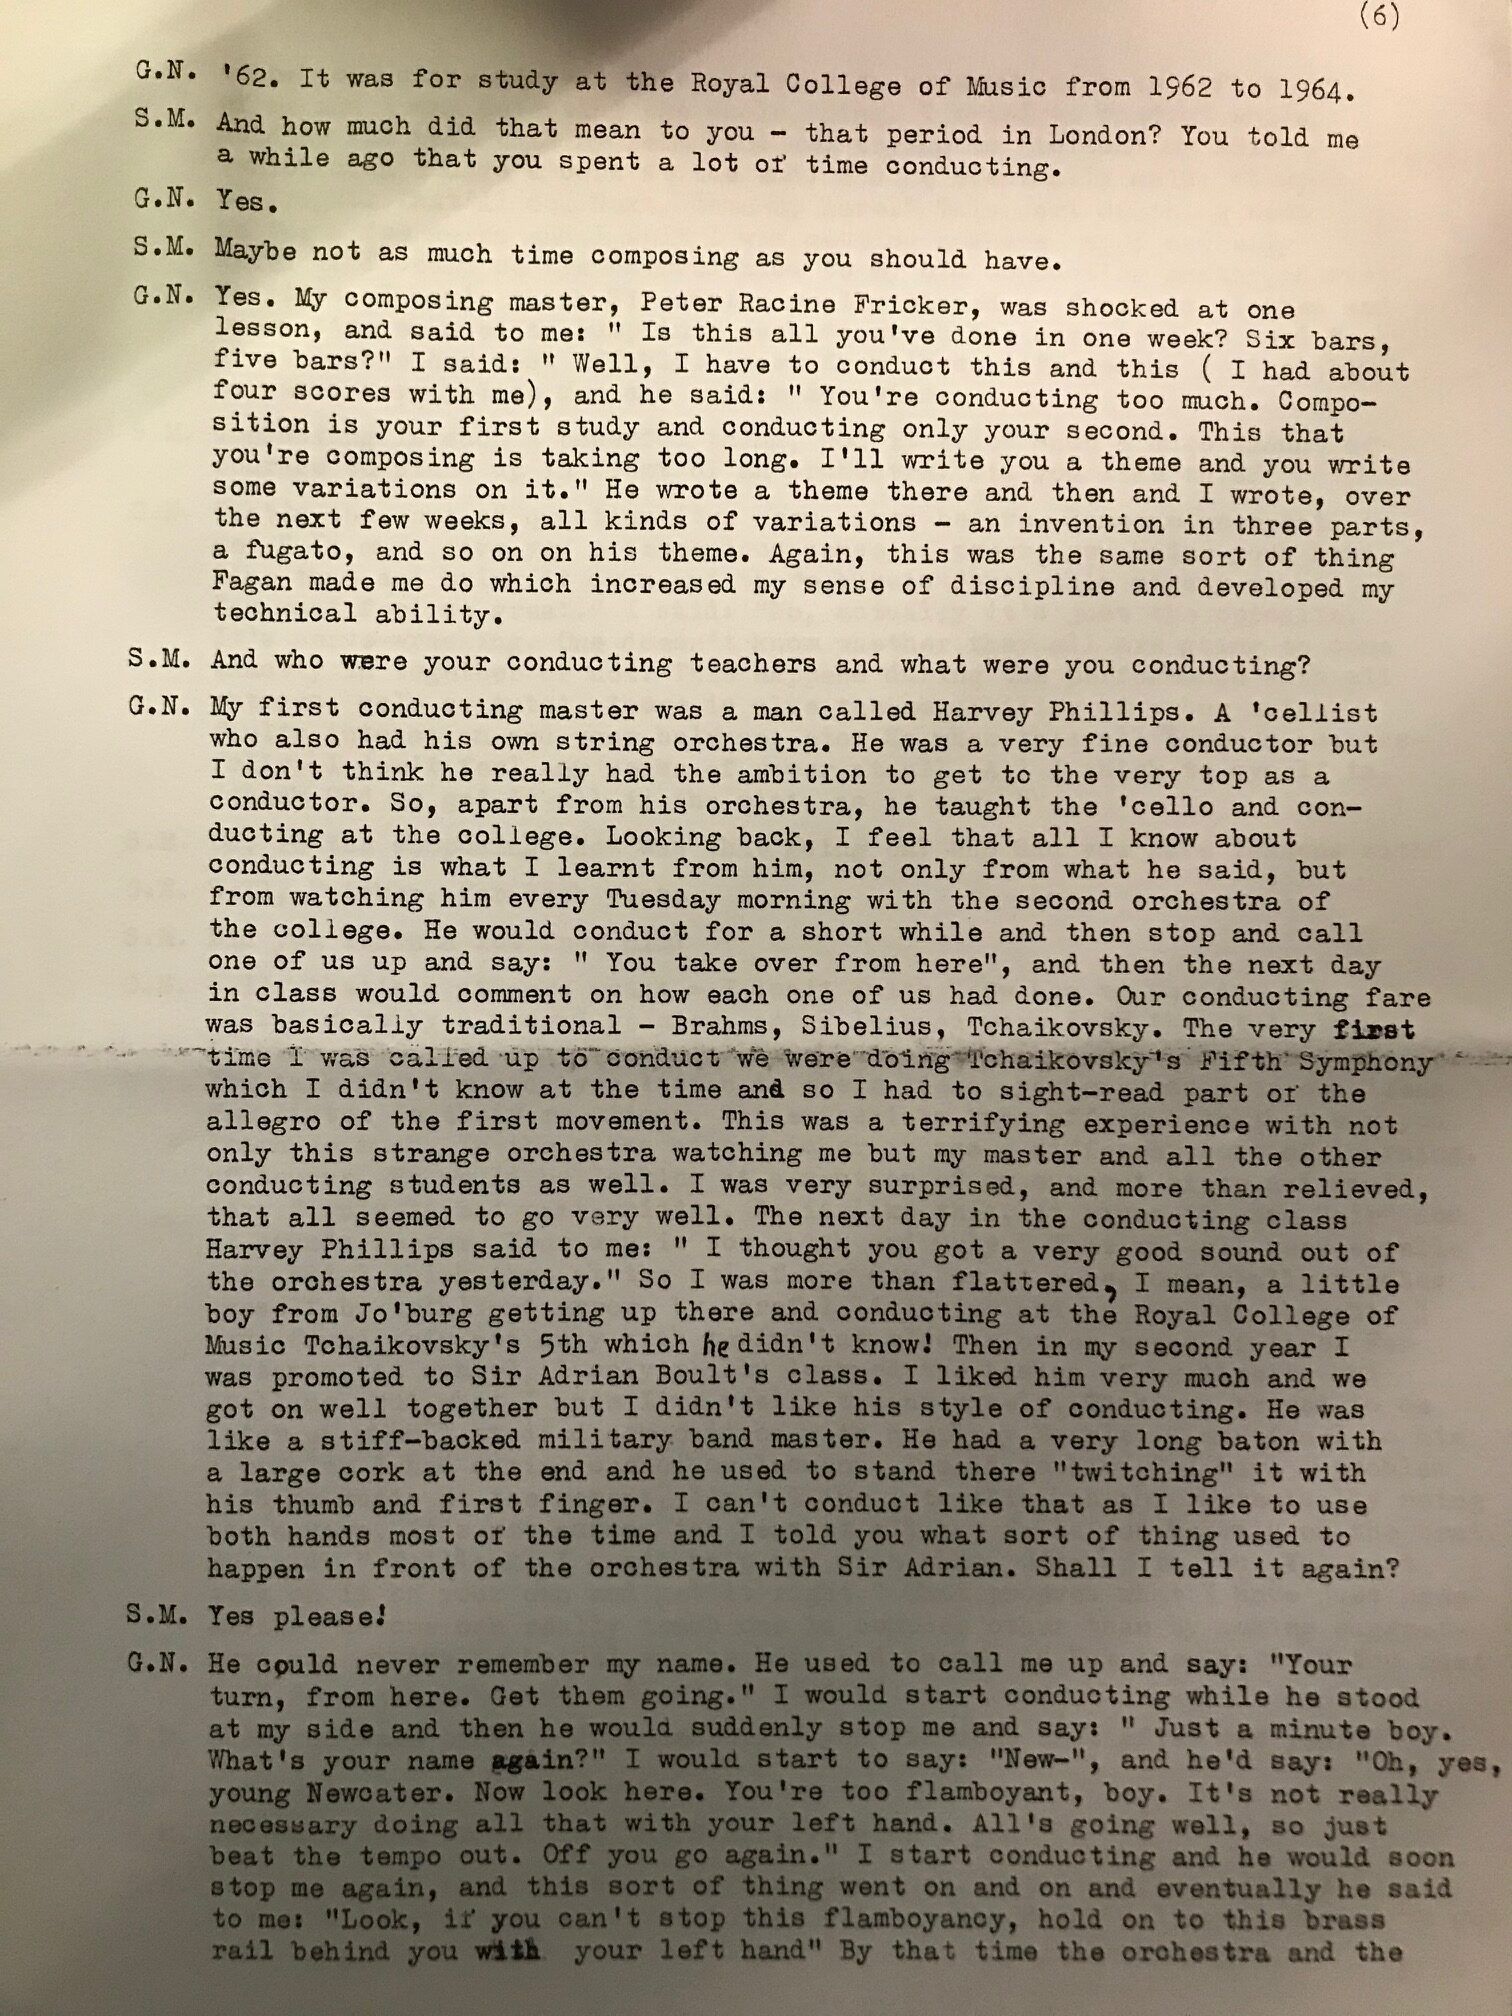 (6)
G.N. '62. It was for study at the Royal College of Music from 1962 to 1964.
S.M. And how much did that mean to you - that period in London? You told me
a while ago that you spent a lot of time conducting.
G.N. Yes.
S.M. Maybe not as much time composing as you should have.
G.N. Yes. My composing master, Peter Racine Fricker, was shocked at one
lesson, and said to me: " Is this all you've done in one week? Six bars,
five bars?" I said: " Well, I have to conduct this and this ( I had about
four scores with me), and he said: " You're conducting too much. Compo-
sition is your first study and conducting only your second. This that
you're composing is taking too long. I'll write you a theme and you write
some variations on it." He wrote a theme there and then and I wrote, over
the next few weeks, all kinds of variations - an invention in three parts,
a fugato, and so on on his theme. Again, this was the same sort of thing
Fagan made me do which increased my sense of discipline and developed my
technical ability.
S.M. And who were your conducting teachers and what were you conducting?
G.N. My first conducting master was a man called Harvey Phillips. A 'cellist
who also had his own string orchestra. He was a very fine conductor but
I don't think he really had the ambition to get to the very top as a
conductor. So, apart from his orchestra, he taught the 'cello and con-
ducting at the college. Looking back, I feel that all I know about
conducting is what I learnt from him, not only from what he said, but
from watching him every Tuesday morning with the second orchestra of
the college. He would conduct for a short while and then stop and call
one of us up and say: " You take over from here", and then the next day
in class would comment on how each one of us had done. Our conducting fare
was basically traditional - Brahms, Sibelius, Tchaikovsky. The very first
time I was called up to conduct we were doing Tchaikovsky's Fifth Symphony
which I didn't know at the time and so I had to sight-read part of the
allegro of the first movement. This was a terrifying experience with not
only this strange orchestra watching me but my master and all the other
conducting students as well. I was very surprised, and more than relieved,
that all seemed to go very well. The next day in the conducting class
Harvey Phillips said to me: " I thought you got a very good sound out of
the orchestra yesterday." So I was more than flattered, I mean, a little
boy from Jo'burg getting up there and conducting at the Royal College of
Music Tchaikovsky's 5th which he didn't know! Then in my second year I
was promoted to Sir Adrian Boult's class. I liked him very much and we
got on well together but I didn't like his style of conducting. He was
like a stiff-backed military band master. He had a very long baton with
a large cork at the end and he used to stand there "twitching" it with
his thumb and first finger. I can't conduct like that as I like to use
both hands most of the time and I told you what sort of thing used to
happen in front of the orchestra with Sir Adrian. Shall I tell it again?
S.M. Yes please!
G.N. He could never remember my name. He used to call me up and say: "Your
turn, from here. Get them going." I would start conducting while he stood
at my side and then he would suddenly stop me and say: " Just a minute boy.
What's your name again?" I would start to say: "New-", and he'd say: "Oh, yes,
young Newcater. Now look here. You're too flamboyant, boy. It's not really
necessary doing all that with your left hand. All's going well, so just
beat the tempo out. Off you go again." I start conducting and he would soon
stop me again, and this sort of thing went on and on and eventually he said
to me: "Look, if you can't stop this flamboyancy, hold on to this brass
rail behind you with your left hand" By that time the orchestra and the